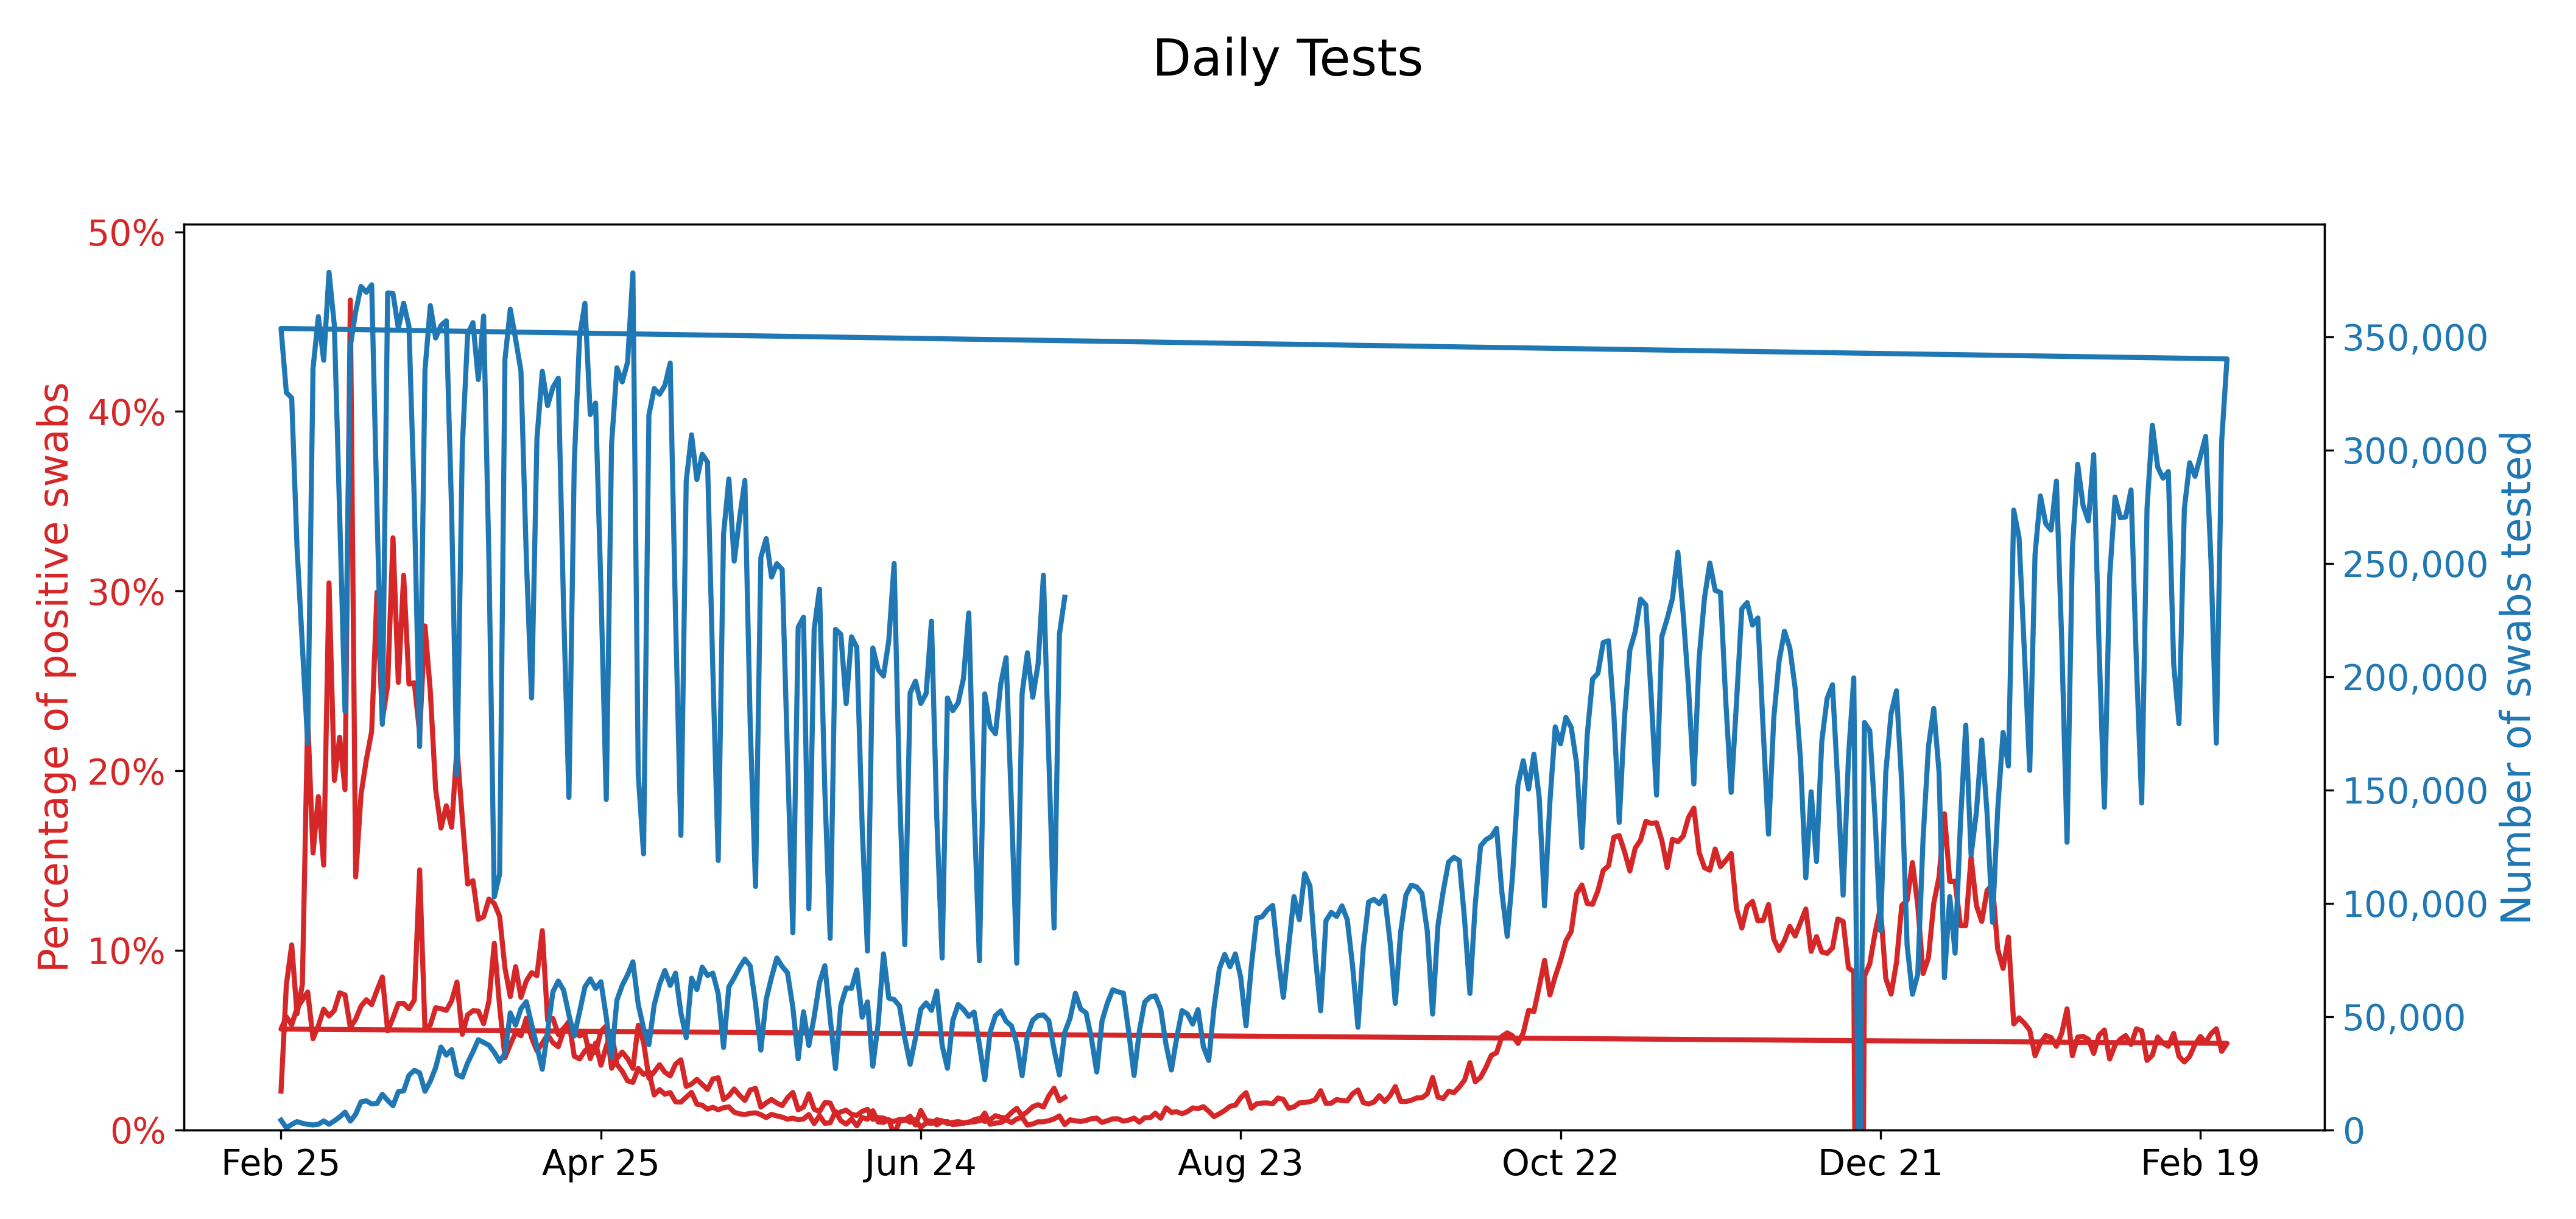 Daily Tests
Percentage of positive swabs
50%
40%
30%
20%
10%
0%
350,000
300,000
250,000
200,000
150,000
100,000
50,000
0
Number of swabs tested
Feb 25
Apr 25
Jun 24
Aug 23
Oct 22
Dec 21
Feb 19